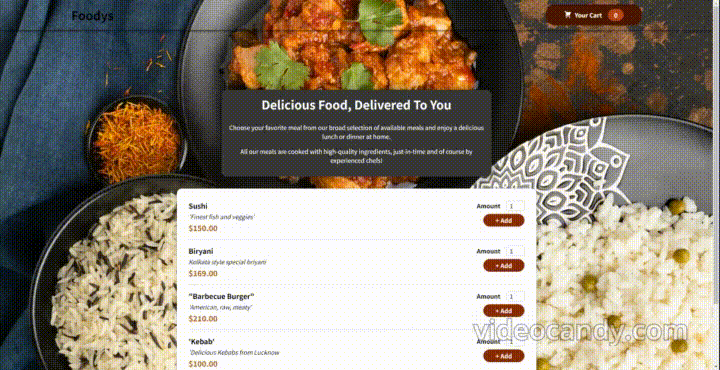 Foodys
Your Cart 0
Delicious Food, Delivered To You
Choose your favorite meal from our broad selection of available meals and enjoy a delicious
lunch or dinner at home.
All our meals are cooked with high-quality ingredients, just-in-time and of course by
experienced chefs!
Sushi
Amount 1
'Finest fish and veggies'
$150.00
+ Add
Biryani
Amount 1
Kolkata style special briyani
$169.00
+ Add
"Barbecue Burger"
Amount 1
'American, raw, meaty'
$210.00
+ Add
videocandy.com
'Kebab'
Amount 1
'Delicious Kebabs from Lucknow
$100.00
+ Add